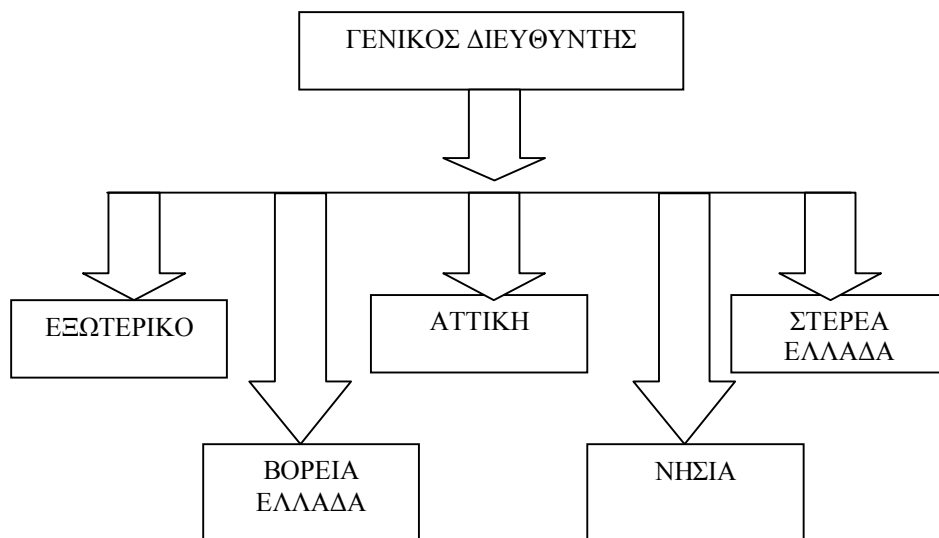 ΓΕΝΙΚΟΣ ΔΙΕΥΘΥΝΤΗΣ
ΕΞΩΤΕΡΙΚΟ
ΑΤΤΙΚΗ
ΣΤΕΡΕΑ
ΕΛΛΑΔΑ
ΒΟΡΕΙΑ
ΕΛΛΑΔΑ
ΝΗΣΙΑ